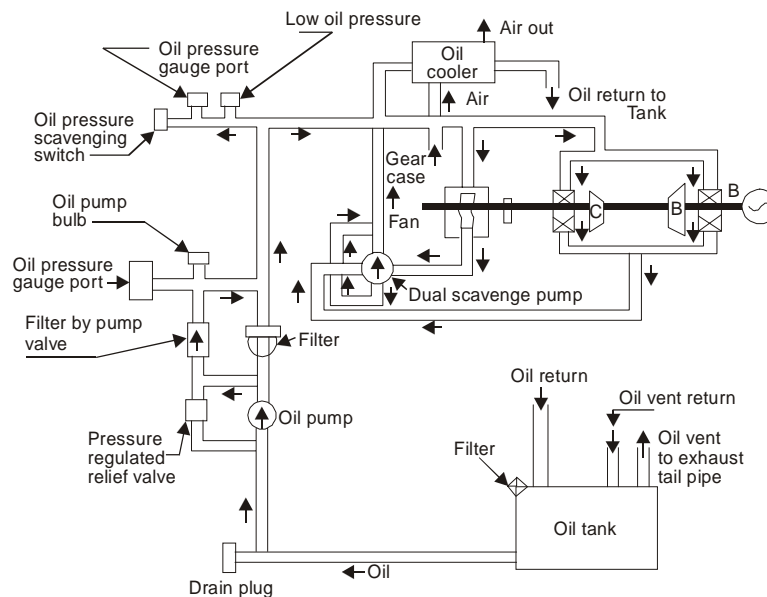 Low oil pressure
Air out
Oil pressure
gauge port
Oil
cooler
Oil pressure
scavenging
switch
Air
Oil return to
Tank
Gear
case
Oil pump
bulb
Fan
C
B
B
Oil pressure
gauge port
Dual scavenge pump
Filter by pump
valve
Filter
Oil return
Oil vent return
Oil pump
Pressure
regulated
relief valve
Filter
Oil vent
to exhaust
tail pipe
Oil tank
Oil
Drain plug